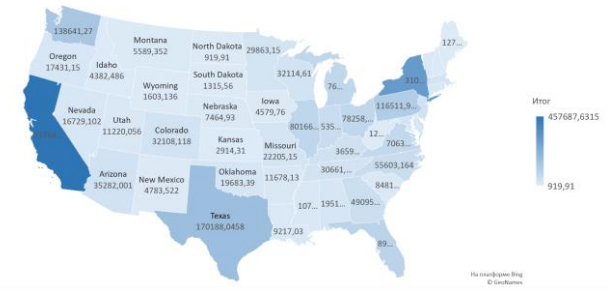 138641,27
Montana
5589,352
North Dakota
919,91
29863,15
127...
Oregon
17431,15
Idaho
4382,486
South Dakota
1315,56
32114,61
76...
310...
Wyoming
1603,136
Nebraska
7464,93
Iowa
4579,76
116511,9...
Nevada
16729,102
Utah
11220,056
Colorado
32108,118
Kansas
2914,31
Missouri
22205,15
80166...
535...
78258,...
12...
7063...
3659...
55603,164
Arizona
35282,001
New Mexico
4783,522
Oklahoma
19683,39
11678,13
30661,...
8481...
Texas
170188,0458
9217,03
107...
1951...
49095...
89...
Итог
457687,6315
919,91
На платформе Bing
© GeoNames